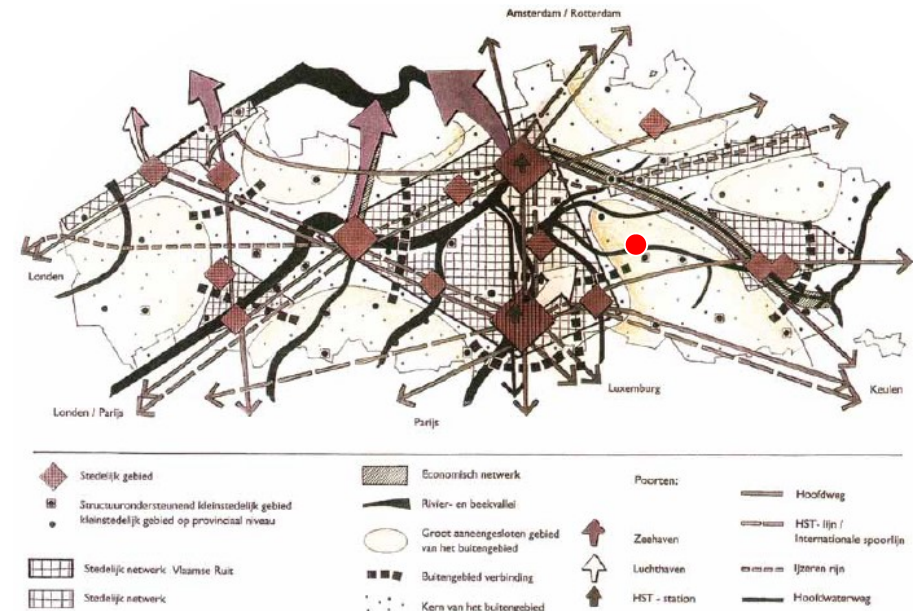 Amsterdam / Rotterdam
Londen
Londen / Parijs
Parijs
Luxemburg
Keulen
Stedelijk gebied
Structuurondersteunend kleinstedelijk gebied
kleinstedelijk gebied op provinciaal niveau
Stedelijk netwerk Vlaamse Ruit
Stedelijk netwerk
Economisch netwerk
Rivier- en beekvallei
Groot aaneengesloten gebied
van het buitengebied
Buitengebied verbinding
Kern van het buitengebied
Poorten:
Zeehaven
Luchthaven
HST - station
Hoofdweg
HST- lijn /
Internationale spoorlijn
Ijzeren rijn
Hoofdwaterweg